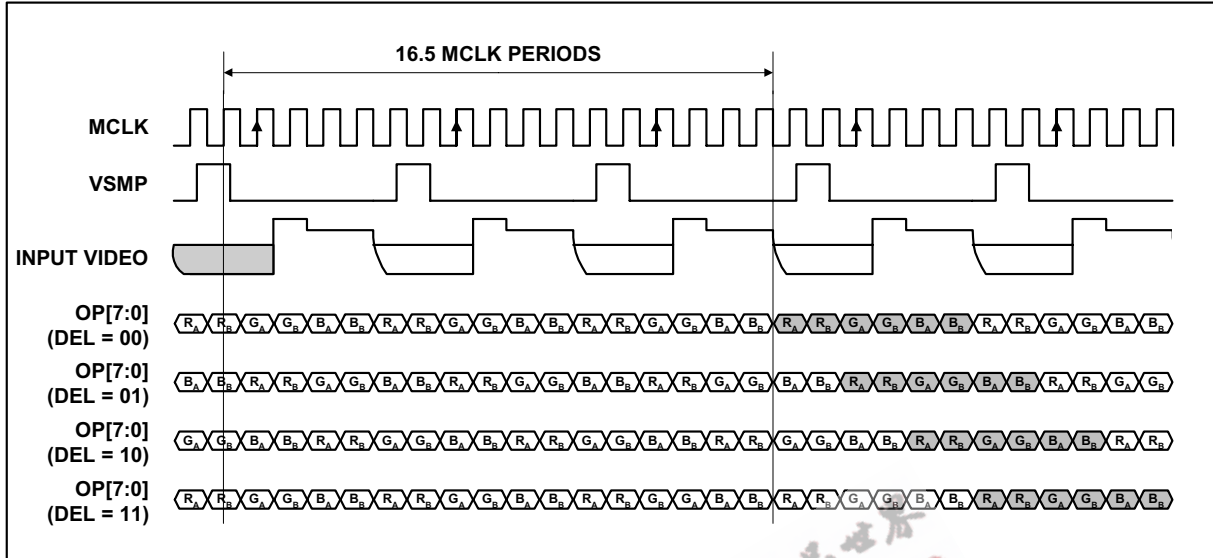 16.5 MCLK PERIODS
MCLK
VSMP
INPUT VIDEO
OP[7:0]
(DEL = 00)
RA RB GA GB BA BB RA RB GA GB BA BB RA RB GA GB BA BB RA RB GA GB BA BB RA RB GA GB BA BB
OP[7:0]
(DEL = 01)
BA BB RA RB GA GB BA BB RA RB GA GB BA BB RA RB GA GB BA BB RA RB GA GB BA BB RA RB GA GB
OP[7:0]
(DEL = 10)
GA GB BA BB RA RB GA GB BA BB RA RB GA GB BA BB RA RB GA GB BA BB RA RB GA GB BA BB RA RB
OP[7:0]
(DEL = 11)
RA RB GA GB BA BB RA RB GA GB BA BB RA RB GA GB BA BB RA RB GA GB BA BB RA RB GA GB BA BB